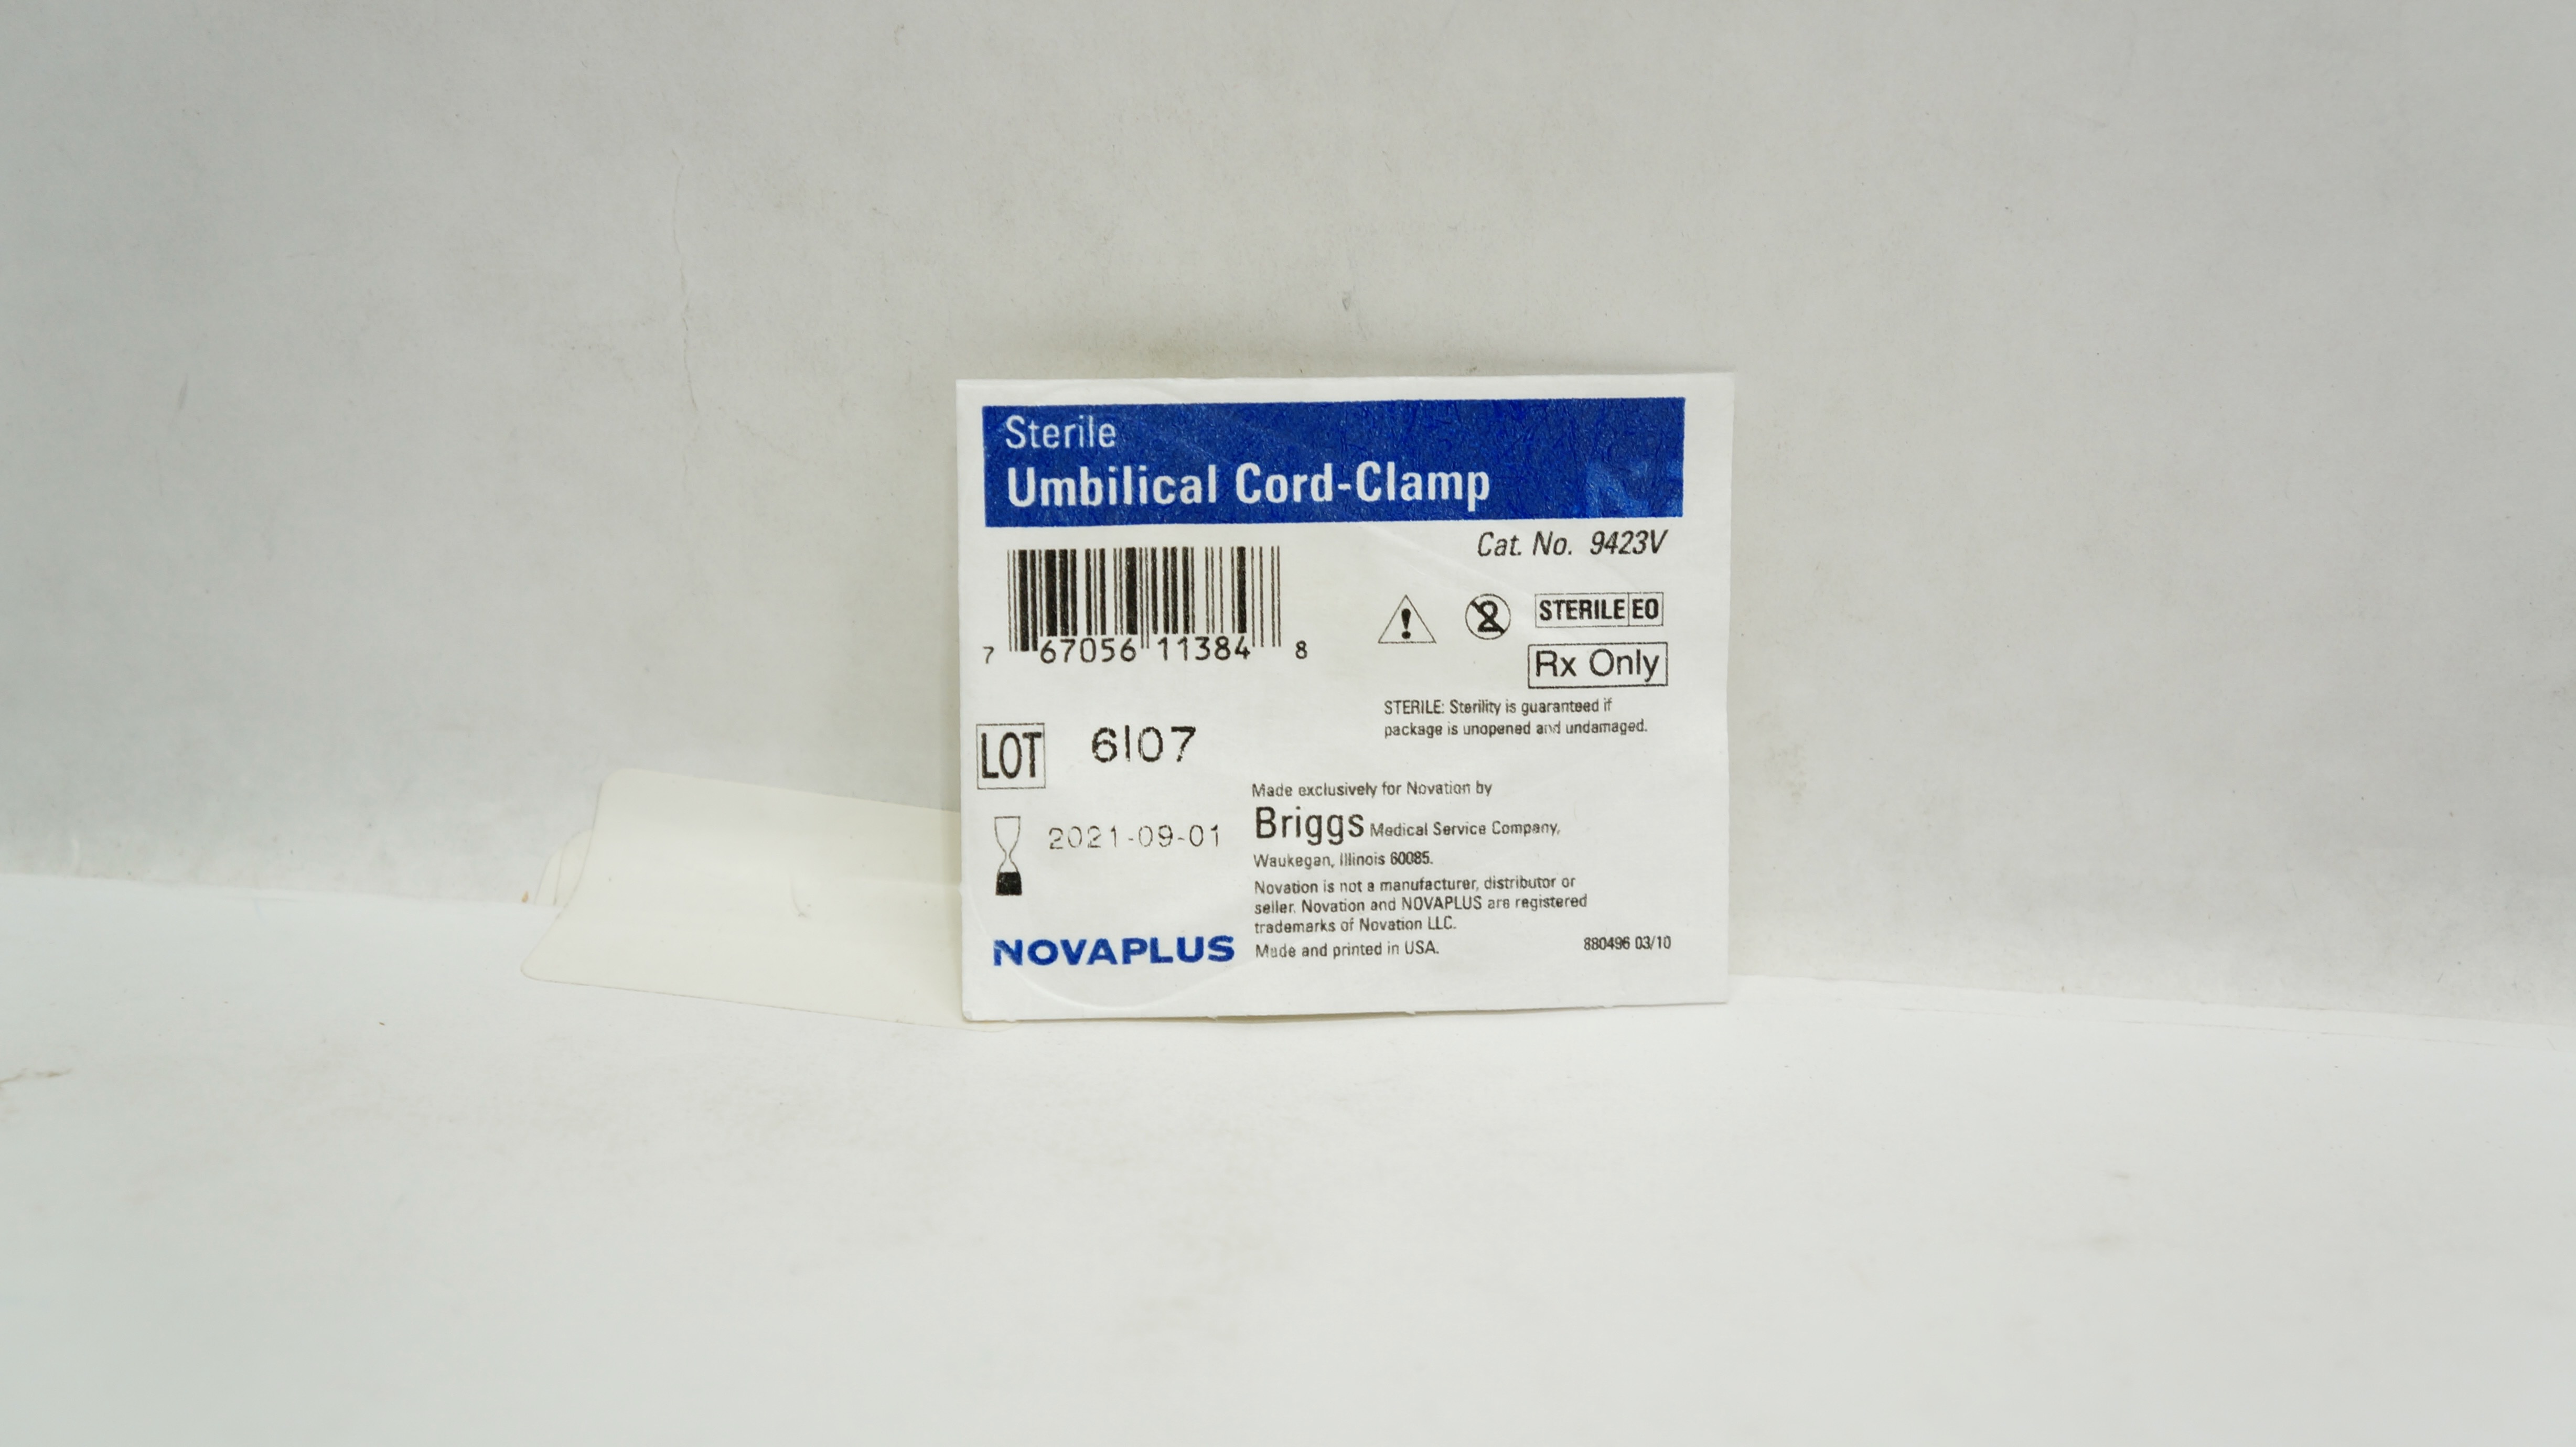 Sterile
Umbilical Cord-Clamp
Cat. No. 9423V
7 67056 11384 8
STERILE EO
Rx Only
STERILE: Sterility is guaranteed if
package is unopened and undamaged.
LOT 6107
2021-09-01
Made exclusively for Novation by
Briggs Medical Service Company,
Waukegan, Illinois 60085.
Novation is not a manufacturer, distributor or
seller. Novation and NOVAPLUS are registered
trademarks of Novation LLC.
Made and printed in USA.
880496 03/10
NOVAPLUS